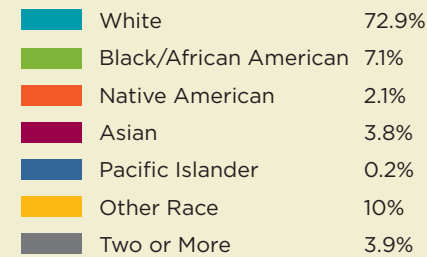 White 72.9%
Black/African American 7.1%
Native American 2.1%
Asian 3.8%
Pacific Islander 0.2%
Other Race 10%
Two or More 3.9%